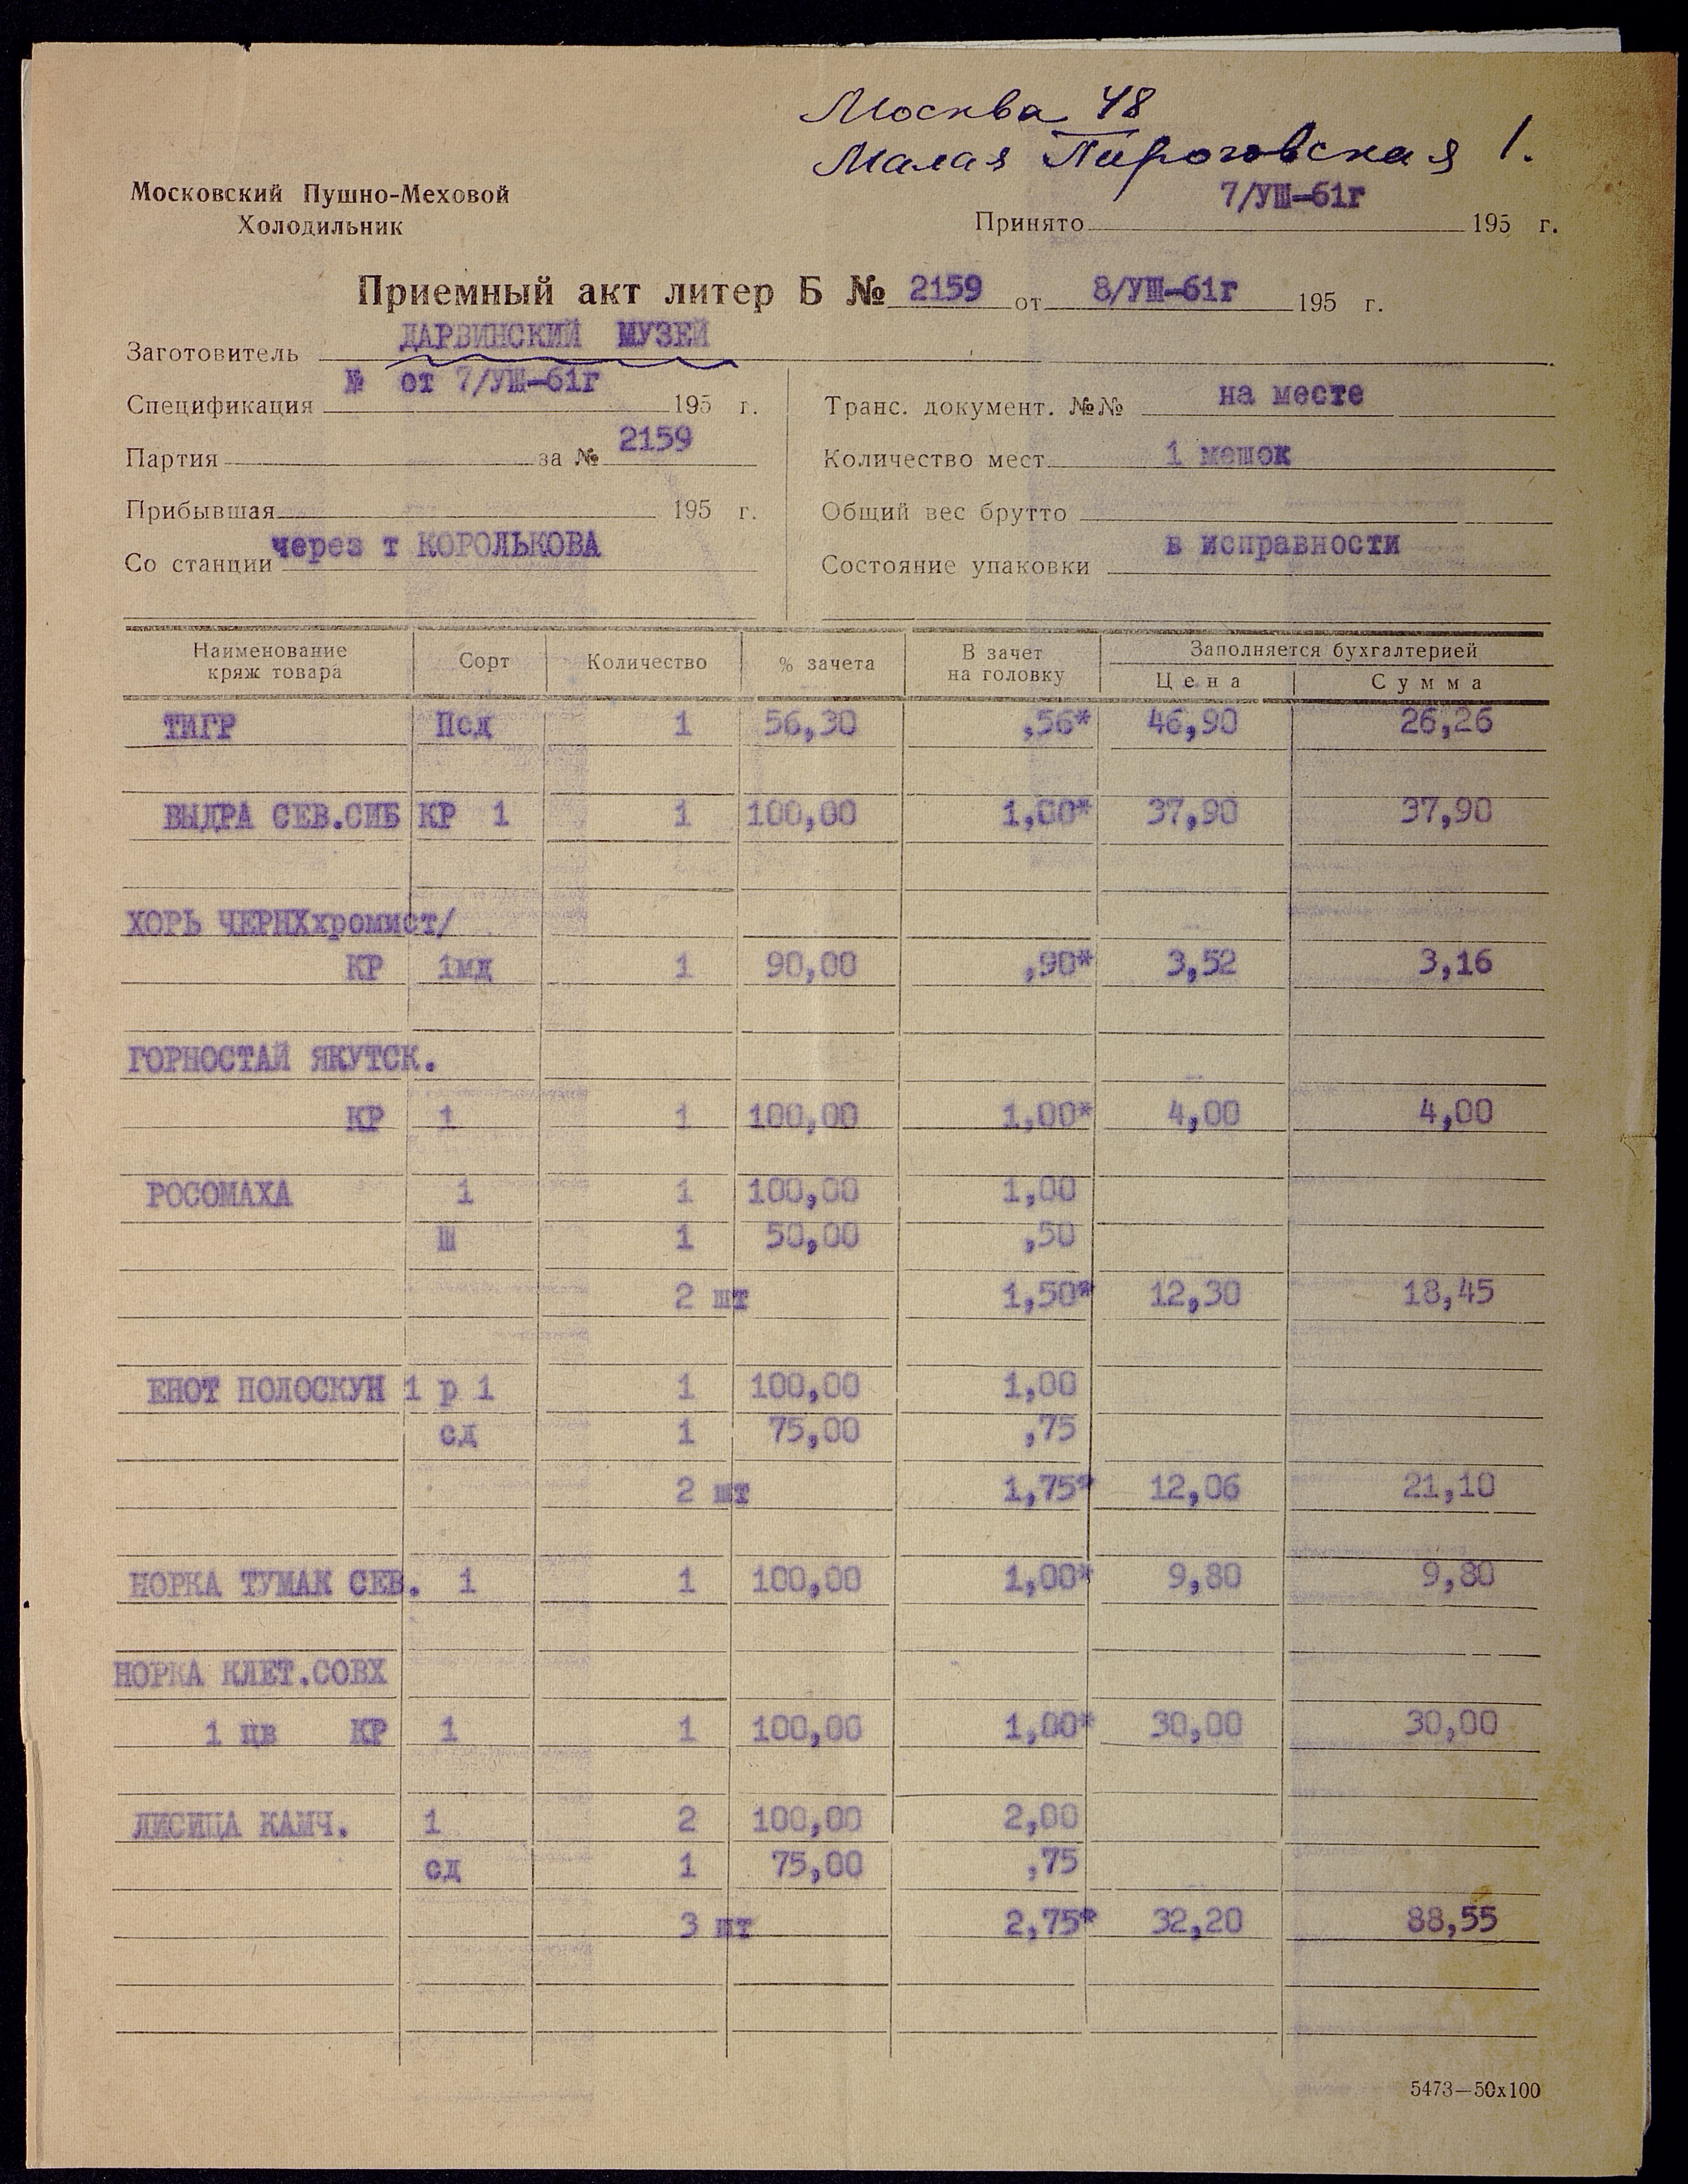 Москва 48
Малая Пироговская 1.
Московский Пушно-Меховой
Холодильник
7/УШ-61г
Принято 195 г.
Приемный акт литер Б № 2159 от 8/УШ-61г 195 г.
Заготовитель ДАРВИНСКИЙ МУЗЕЙ
Спецификация № от 7/УШ-61г 195 г.
Партия за № 2159
Прибывшая 195 г.
Со станции через т КОРОЛЬКОВА
Транс. документ. №№ на месте
Количество мест 1 мешок
Общий вес брутто
Состояние упаковки в исправности
Наименование кряж товара Сорт Количество % зачета В зачет на головку Заполняется бухгалтерией
Цена Сумма
ТИГР Псд 1 56,30 ,56* 46,90 26,26
ВЫДРА СЕВ.СИБ КР 1 1 100,00 1,00* 37,90 37,90
ХОРЬ ЧЕРНХхромист/
КР 1мд 1 90,00 ,90* 3,52 3,16
ГОРНОСТАЙ ЯКУТСК.
КР 1 1 100,00 1,00* 4,00 4,00
РОСОМАХА 1 1 100,00 1,00
Ш 1 50,00 ,50
2 шт 1,50* 12,30 18,45
ЕНОТ ПОЛОСКУН 1 р 1 1 100,00 1,00
сд 1 75,00 ,75
2 шт 1,75* 12,06 21,10
НОРКА ТУМАК СЕВ. 1 1 100,00 1,00* 9,80 9,80
НОРКА КЛЕТ.СОВХ
1 цв КР 1 1 100,00 1,00* 30,00 30,00
ЛИСИЦА КАМЧ. 1 2 100,00 2,00
сд 1 75,00 ,75
3 шт 2,75* 32,20 88,55
5473—50х100